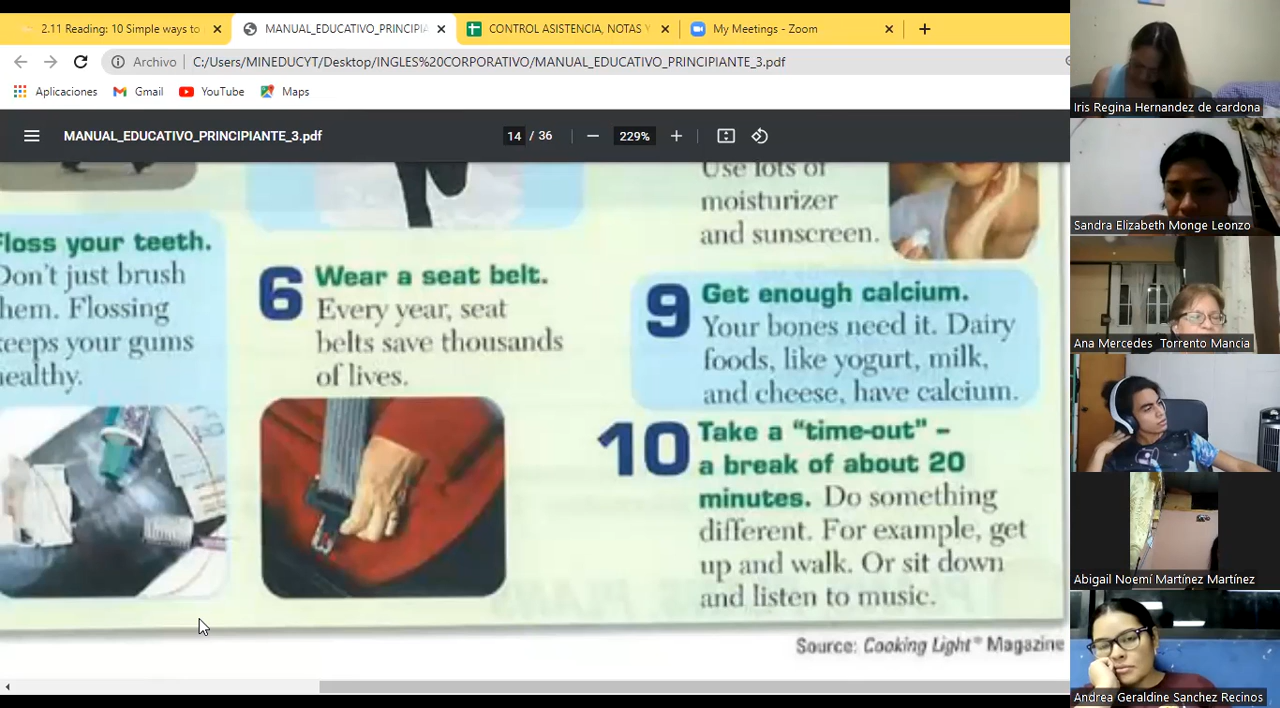 2.11 Reading: 10 Simple ways to
MANUAL_EDUCATIVO_PRINCIPIA
CONTROL ASISTENCIA, NOTAS Y
My Meetings - Zoom
Archivo
C:/Users/MINEDUCYT/Desktop/INGLES%20CORPORATIVO/MANUAL_EDUCATIVO_PRINCIPIANTE_3.pdf
Aplicaciones
Gmail
YouTube
Maps
MANUAL_EDUCATIVO_PRINCIPIANTE_3.pdf
14 / 36
229%
Floss your teeth.
Don't just brush
them. Flossing
keeps your gums
healthy.
6 Wear a seat belt.
Every year, seat
belts save thousands
of lives.
Use lots of
moisturizer
and sunscreen.
9 Get enough calcium.
Your bones need it. Dairy
foods, like yogurt, milk,
and cheese, have calcium.
10 Take a “time-out” –
a break of about 20
minutes. Do something
different. For example, get
up and walk. Or sit down
and listen to music.
Source: Cooking Light® Magazine
Iris Regina Hernandez de cardona
Sandra Elizabeth Monge Leonzo
Ana Mercedes Torrento Mancia
Abigail Noemí Martínez Martínez
Andrea Geraldine Sanchez Recinos